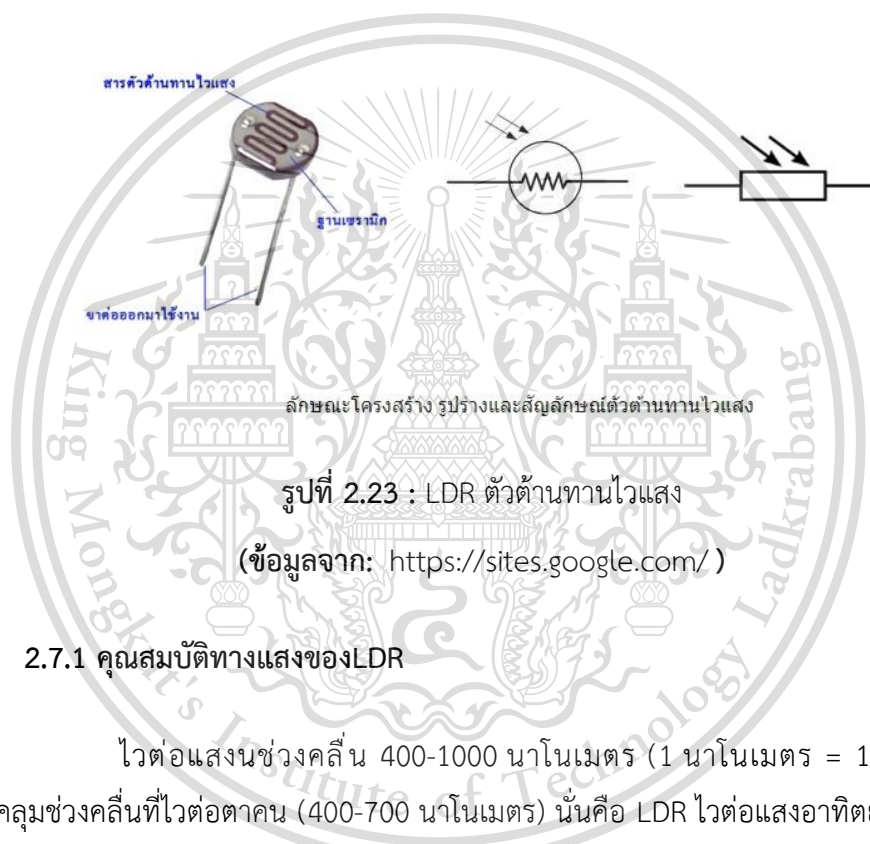 สารตัวต้านทานไวแสง
ฐานเซรามิก
ขาต่อออกมาใช้งาน
ลักษณะโครงสร้าง รูปร่างและสัญลักษณ์ตัวต้านทานไวแสง
รูปที่ 2.23 : LDR ตัวต้านทานไวแสง
(ข้อมูลจาก: https://sites.google.com/ )
King Mongkut's Institute of Technology Ladkrabang
2.7.1 คุณสมบัติทางแสงของLDR
ไวต่อแสงนช่วงคลื่น 400-1000 นาโนเมตร (1 นาโนเมตร = 1
คลุมช่วงคลื่นที่ไวต่อตาคน (400-700 นาโนเมตร) นั่นคือ LDR ไวต่อแสงอาทิตย